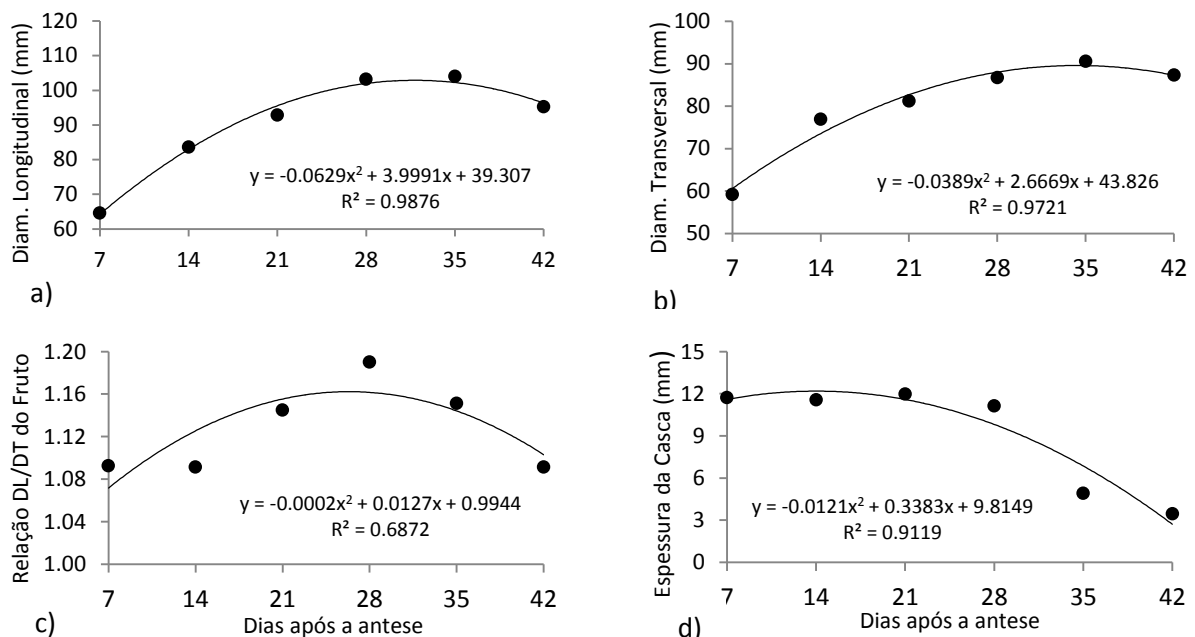 Diam. Longitudinal (mm)
120
110
100
90
80
70
60
y = -0.0629x² + 3.9991x + 39.307
R² = 0.9876
7 14 21 28 35 42
a)
Diam. Transversal (mm)
100
90
80
70
60
50
y = -0.0389x² + 2.6669x + 43.826
R² = 0.9721
7 14 21 28 35 42
b)
Relação DL/DT do Fruto
1.20
1.16
1.12
1.08
1.04
1.00
y = -0.0002x² + 0.0127x + 0.9944
R² = 0.6872
7 14 21 28 35 42
c)
Dias após a antese
Espessura da Casca (mm)
15
12
9
6
3
0
y = -0.0121x² + 0.3383x + 9.8149
R² = 0.9119
7 14 21 28 35 42
d)
Dias após a antese